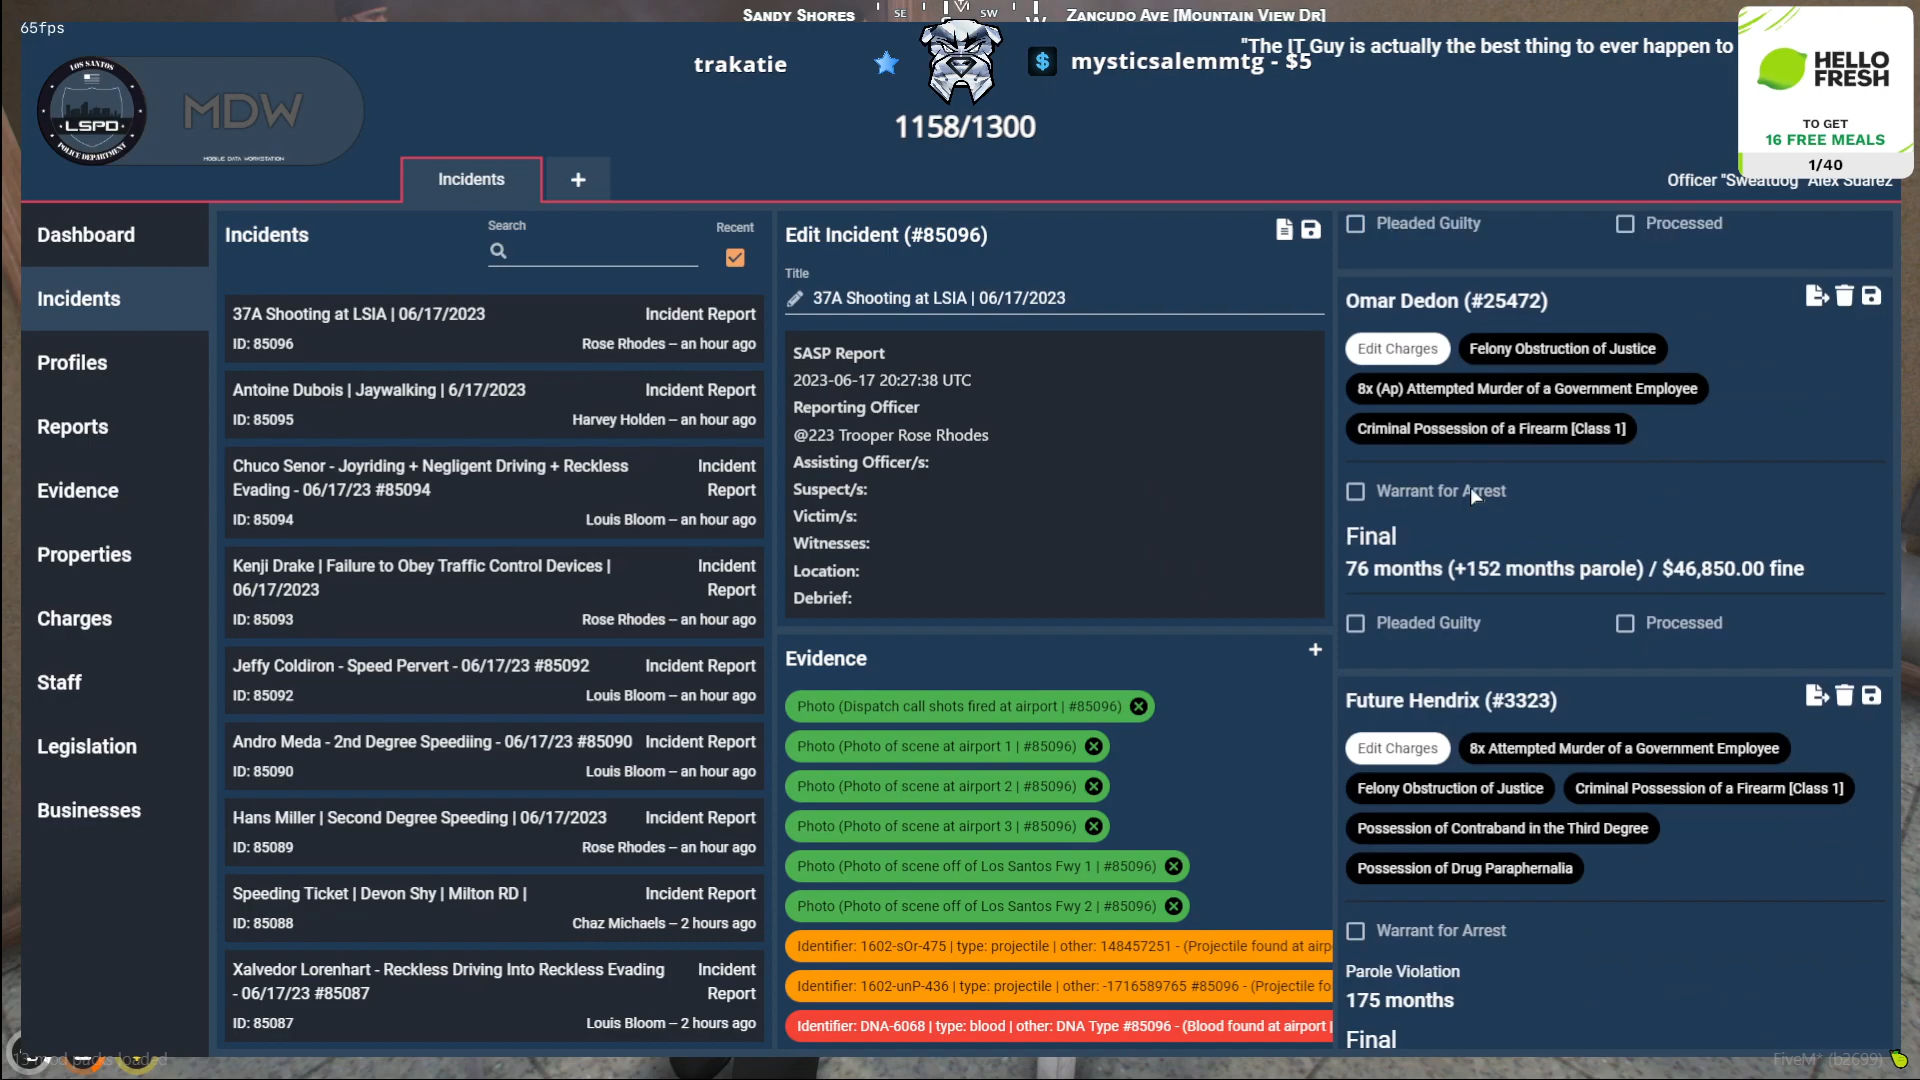 65fps
SANDY SHORES
SE
SW
W
ZANCUDO AVE [MOUNTAIN VIEW DR]
trakatie
mysticsalemmtg - $5
"The IT Guy is actually the best thing to ever happen to
1158/1300
HELLO
FRESH
TO GET
16 FREE MEALS
1/40
LOS SANTOS
LSPD
POLICE DEPARTMENT
MDW
MOBILE DATA WORKSTATION
Incidents
+
Officer "Sweatdog" Alex Suarez
Dashboard
Incidents
Profiles
Reports
Evidence
Properties
Charges
Staff
Legislation
Businesses
Incidents
Search
Recent
37A Shooting at LSIA | 06/17/2023
Incident Report
ID: 85096
Rose Rhodes – an hour ago
Antoine Dubois | Jaywalking | 6/17/2023
Incident Report
ID: 85095
Harvey Holden – an hour ago
Chuco Senor - Joyriding + Negligent Driving + Reckless
Evading - 06/17/23 #85094
Incident
Report
ID: 85094
Louis Bloom – an hour ago
Kenji Drake | Failure to Obey Traffic Control Devices |
06/17/2023
Incident
Report
ID: 85093
Rose Rhodes – an hour ago
Jeffy Coldiron - Speed Pervert - 06/17/23 #85092
Incident Report
ID: 85092
Louis Bloom – an hour ago
Andro Meda - 2nd Degree Speediing - 06/17/23 #85090
Incident Report
ID: 85090
Louis Bloom – an hour ago
Hans Miller | Second Degree Speeding | 06/17/2023
Incident Report
ID: 85089
Rose Rhodes – an hour ago
Speeding Ticket | Devon Shy | Milton RD |
Incident Report
ID: 85088
Chaz Michaels – 2 hours ago
Xalvedor Lorenhart - Reckless Driving Into Reckless Evading
- 06/17/23 #85087
Incident
Report
ID: 85087
Louis Bloom – 2 hours ago
Edit Incident (#85096)
Title
37A Shooting at LSIA | 06/17/2023
SASP Report
2023-06-17 20:27:38 UTC
Reporting Officer
@223 Trooper Rose Rhodes
Assisting Officer/s:
Suspect/s:
Victim/s:
Witnesses:
Location:
Debrief:
Evidence
+
Photo (Dispatch call shots fired at airport | #85096)
Photo (Photo of scene at airport 1 | #85096)
Photo (Photo of scene at airport 2 | #85096)
Photo (Photo of scene at airport 3 | #85096)
Photo (Photo of scene off of Los Santos Fwy 1 | #85096)
Photo (Photo of scene off of Los Santos Fwy 2 | #85096)
Identifier: 1602-sOr-475 | type: projectile | other: 148457251 - (Projectile found at airp
Identifier: 1602-unP-436 | type: projectile | other: -1716589765 #85096 - (Projectile fo
Identifier: DNA-6068 | type: blood | other: DNA Type #85096 - (Blood found at airport |
Pleaded Guilty
Processed
Omar Dedon (#25472)
Edit Charges
Felony Obstruction of Justice
8x (Ap) Attempted Murder of a Government Employee
Criminal Possession of a Firearm [Class 1]
Warrant for Arrest
Final
76 months (+152 months parole) / $46,850.00 fine
Pleaded Guilty
Processed
Future Hendrix (#3323)
Edit Charges
8x Attempted Murder of a Government Employee
Felony Obstruction of Justice
Criminal Possession of a Firearm [Class 1]
Possession of Contraband in the Third Degree
Possession of Drug Paraphernalia
Warrant for Arrest
Parole Violation
175 months
Final
13 mod packs loaded
FiveM* (b2699)